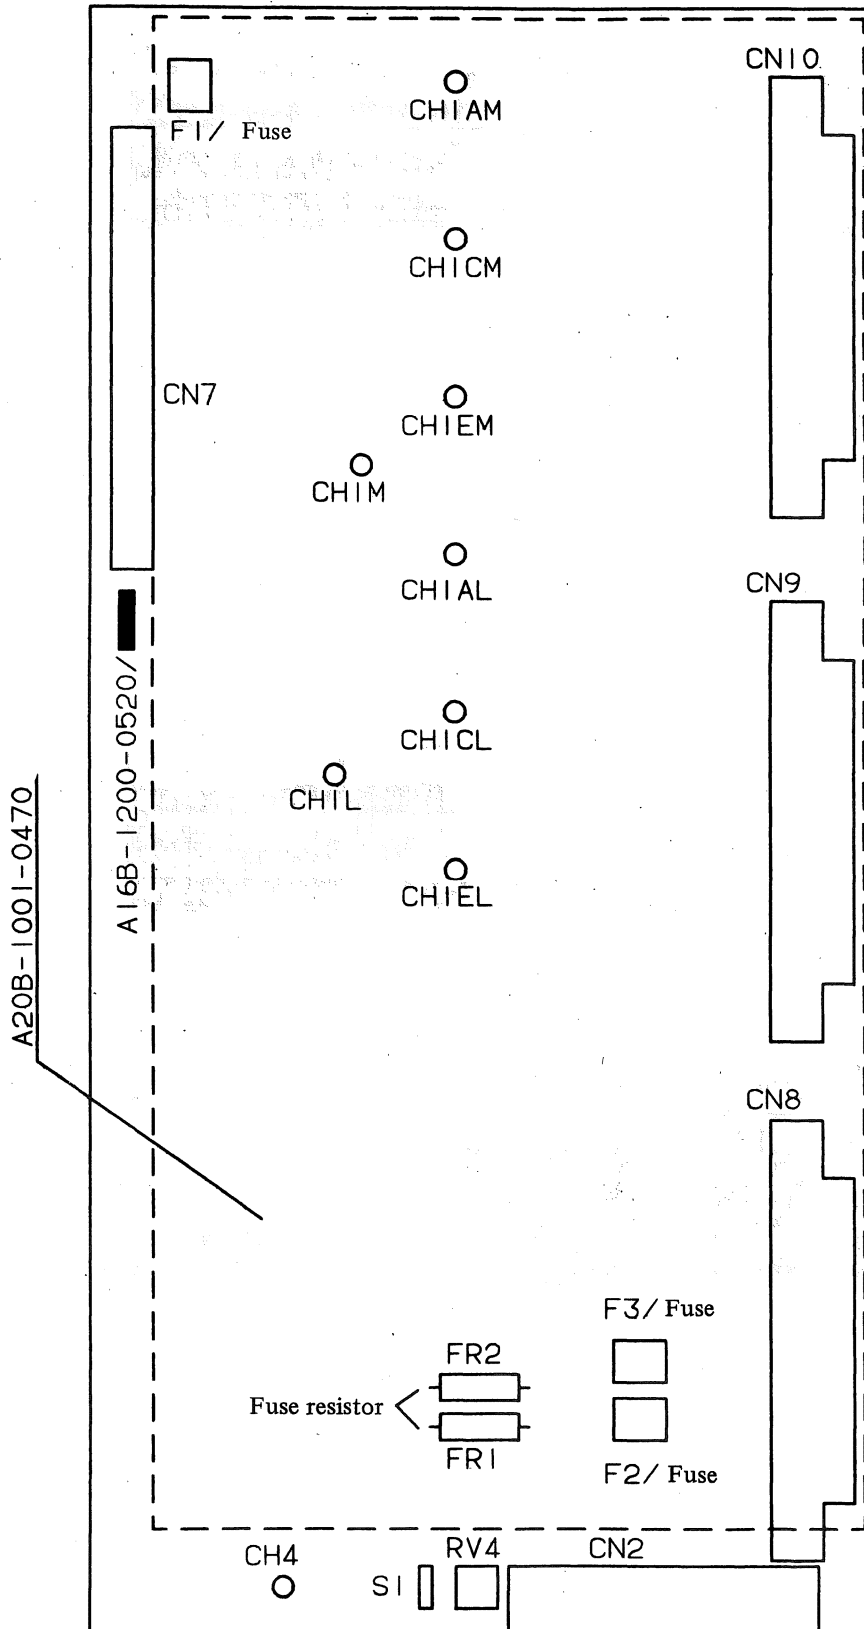 CN10
F1/ Fuse
CH1AM
CH1CM
CN7
CH1EM
CH1M
CH1AL
CN9
A16B-1200-0520/
CH1CL
CH1L
A20B-1001-0470
CH1EL
CN8
F3/ Fuse
FR2
Fuse resistor
FR1
F2/ Fuse
CH4
S1
RV4
CN2